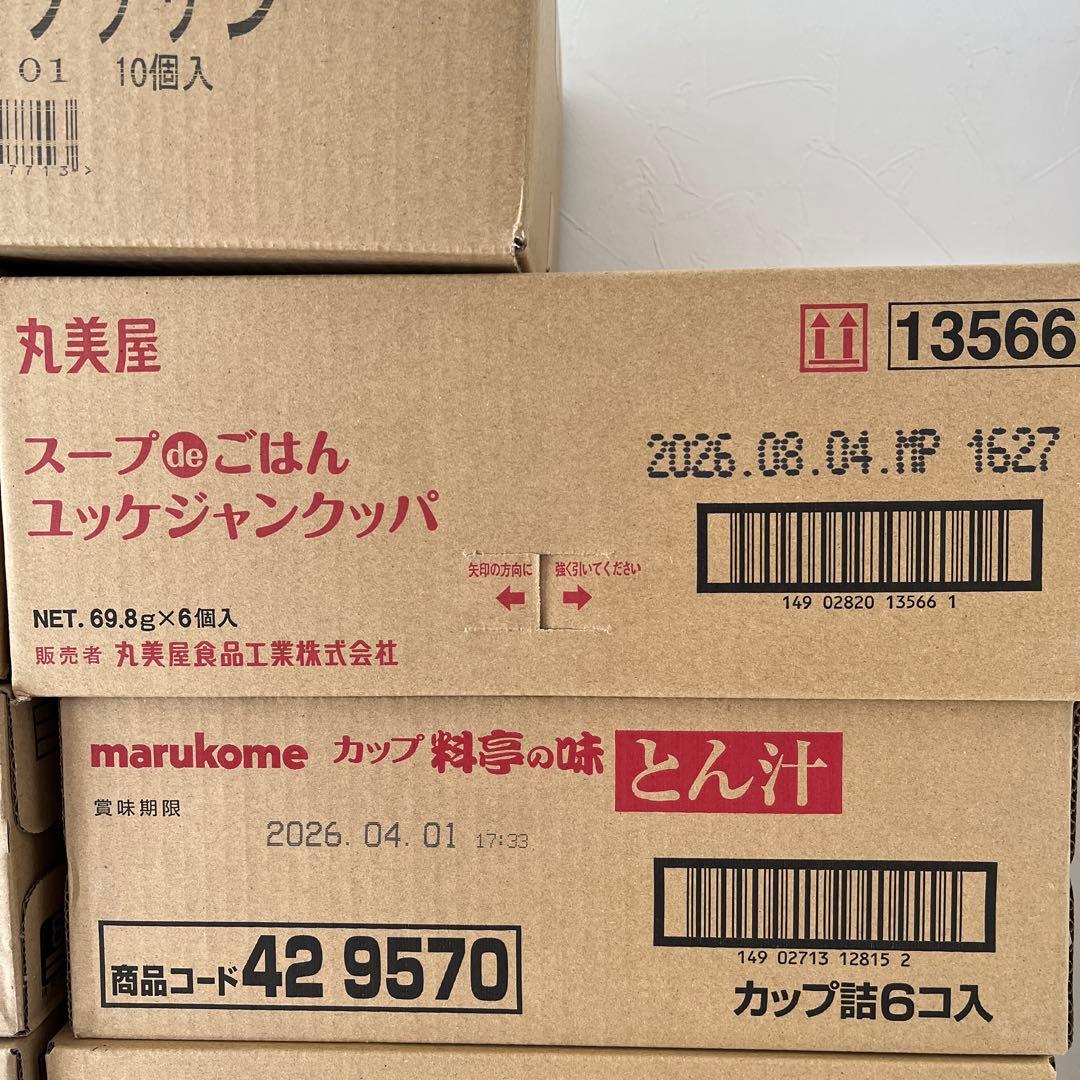 01 10個入
7713>
丸美屋
13566
スープdeごはん
ユッケジャンクッパ
2026.08.04.MP 1627
矢印の方向に 強く引いてください
149 02820 13566 1
NET. 69.8g×6個入
販売者 丸美屋食品工業株式会社
marukome カップ 料亭の味 とん汁
賞味期限
2026.04.01 17:33
149 02713 12815 2
商品コード 42 9570
カップ詰6コ入